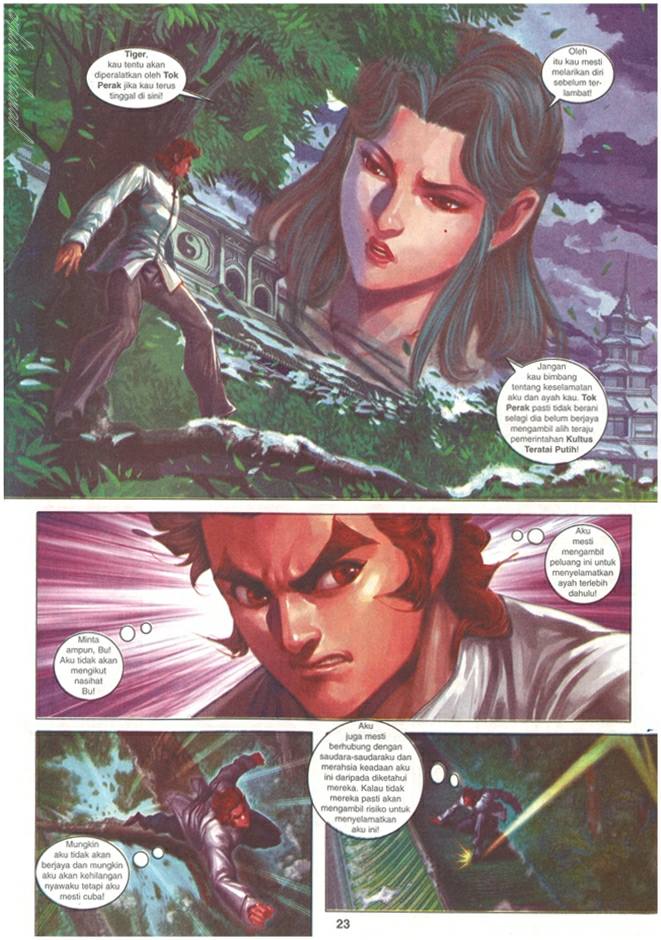 Tiger,
kau tentu akan
diperalatkan oleh Tok
Perak jika kau terus
tinggal di sini!
Oleh
itu kau mesti
melarikan diri
sebelum ter-
lambat!
Jangan
kau bimbang
tentang keselamatan
aku dan ayah kau. Tok
Perak pasti tidak berani
selagi dia belum berjaya
mengambil alih teraju
pemerintahan Kultus
Teratai Putih!
Minta
ampun, Bu!
Aku tidak akan
mengikut
nasihat
Bu!
Aku
mesti
mengambil
peluang ini untuk
menyelamatkan
ayah terlebih
dahulu!
Mungkin
aku tidak akan
berjaya dan mungkin
aku akan kehilangan
nyawaku tetapi aku
mesti cuba!
Aku
juga mesti
berhubung dengan
saudara-saudaraku dan
merahsia keadaan aku
ini daripada diketahui
mereka. Kalau tidak
mereka pasti akan
mengambil risiko untuk
menyelamatkan
aku ini!
23